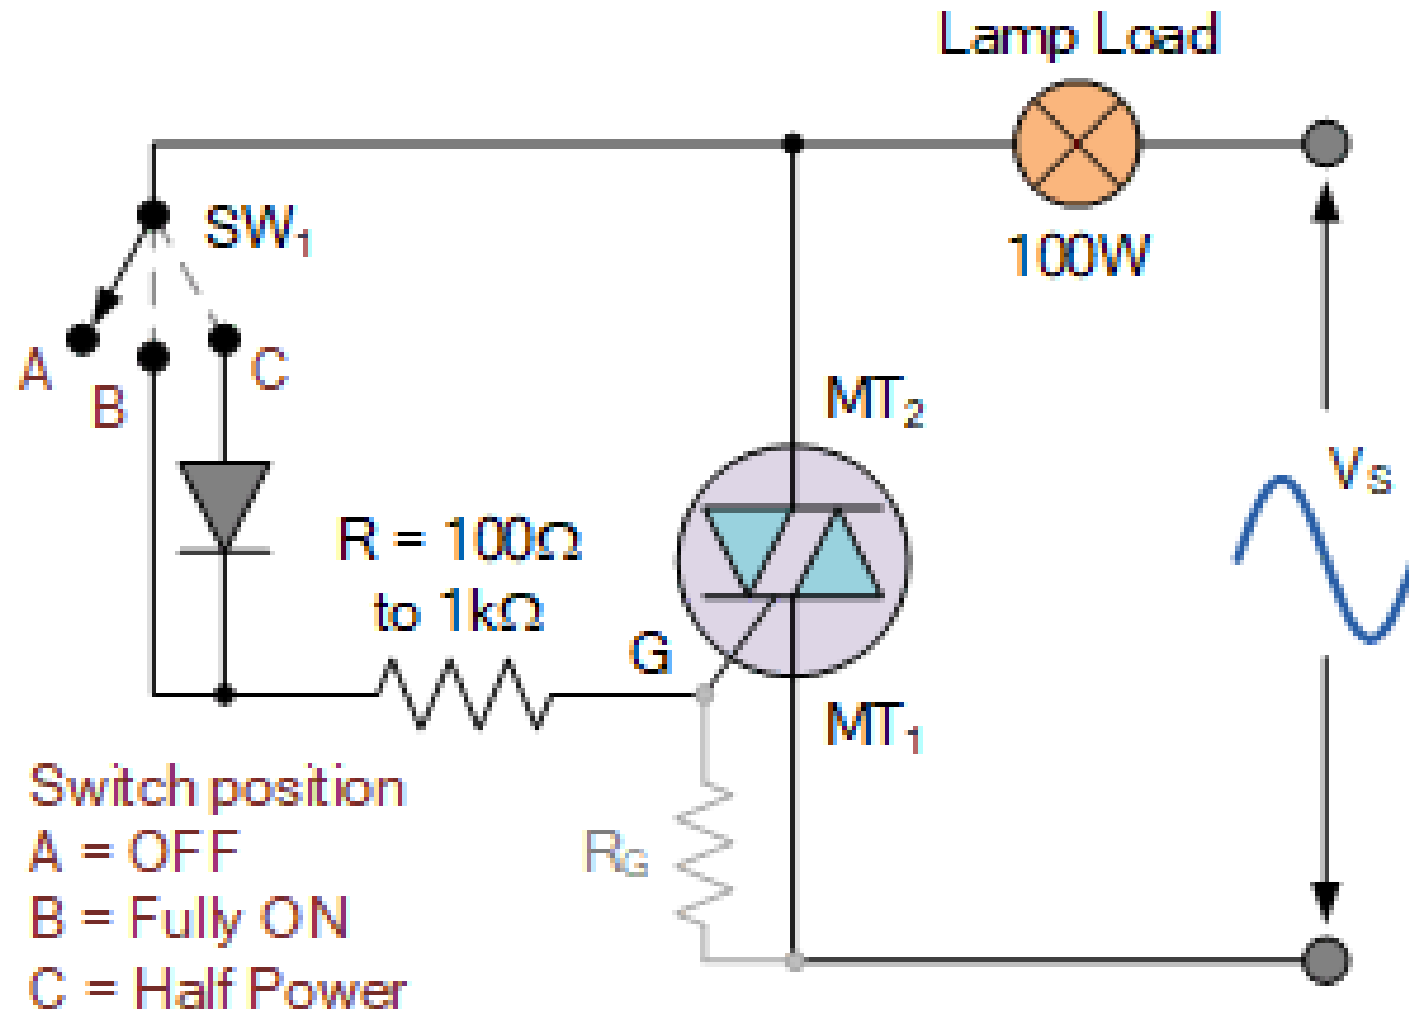 Lamp Load
100W
SW₁
A
B
C
MT₂
Vs
R = 100Ω
to 1kΩ
G
MT₁
RG
Switch position
A = OFF
B = Fully ON
C = Half Power